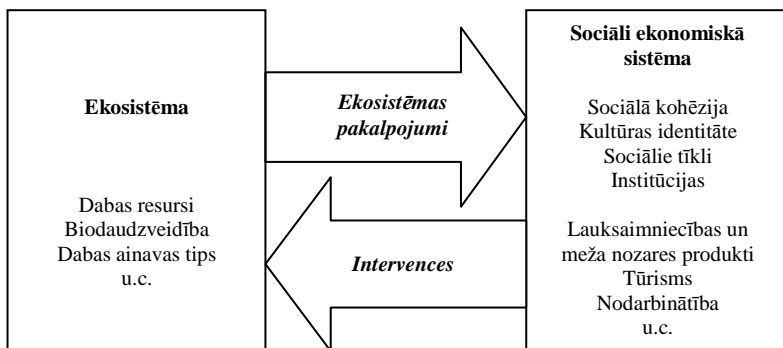 Ekosistēma
Dabas resursi
Biodaudzveidība
Dabas ainavas tips
u.c.
Ekosistēmas
pakalpojumi
Intervences
Sociāli ekonomiskā
sistēma
Sociālā kohēzija
Kultūras identitāte
Sociālie tīkli
Institūcijas
Lauksaimniecības un
meža nozares produkti
Tūrisms
Nodarbinātība
u.c.